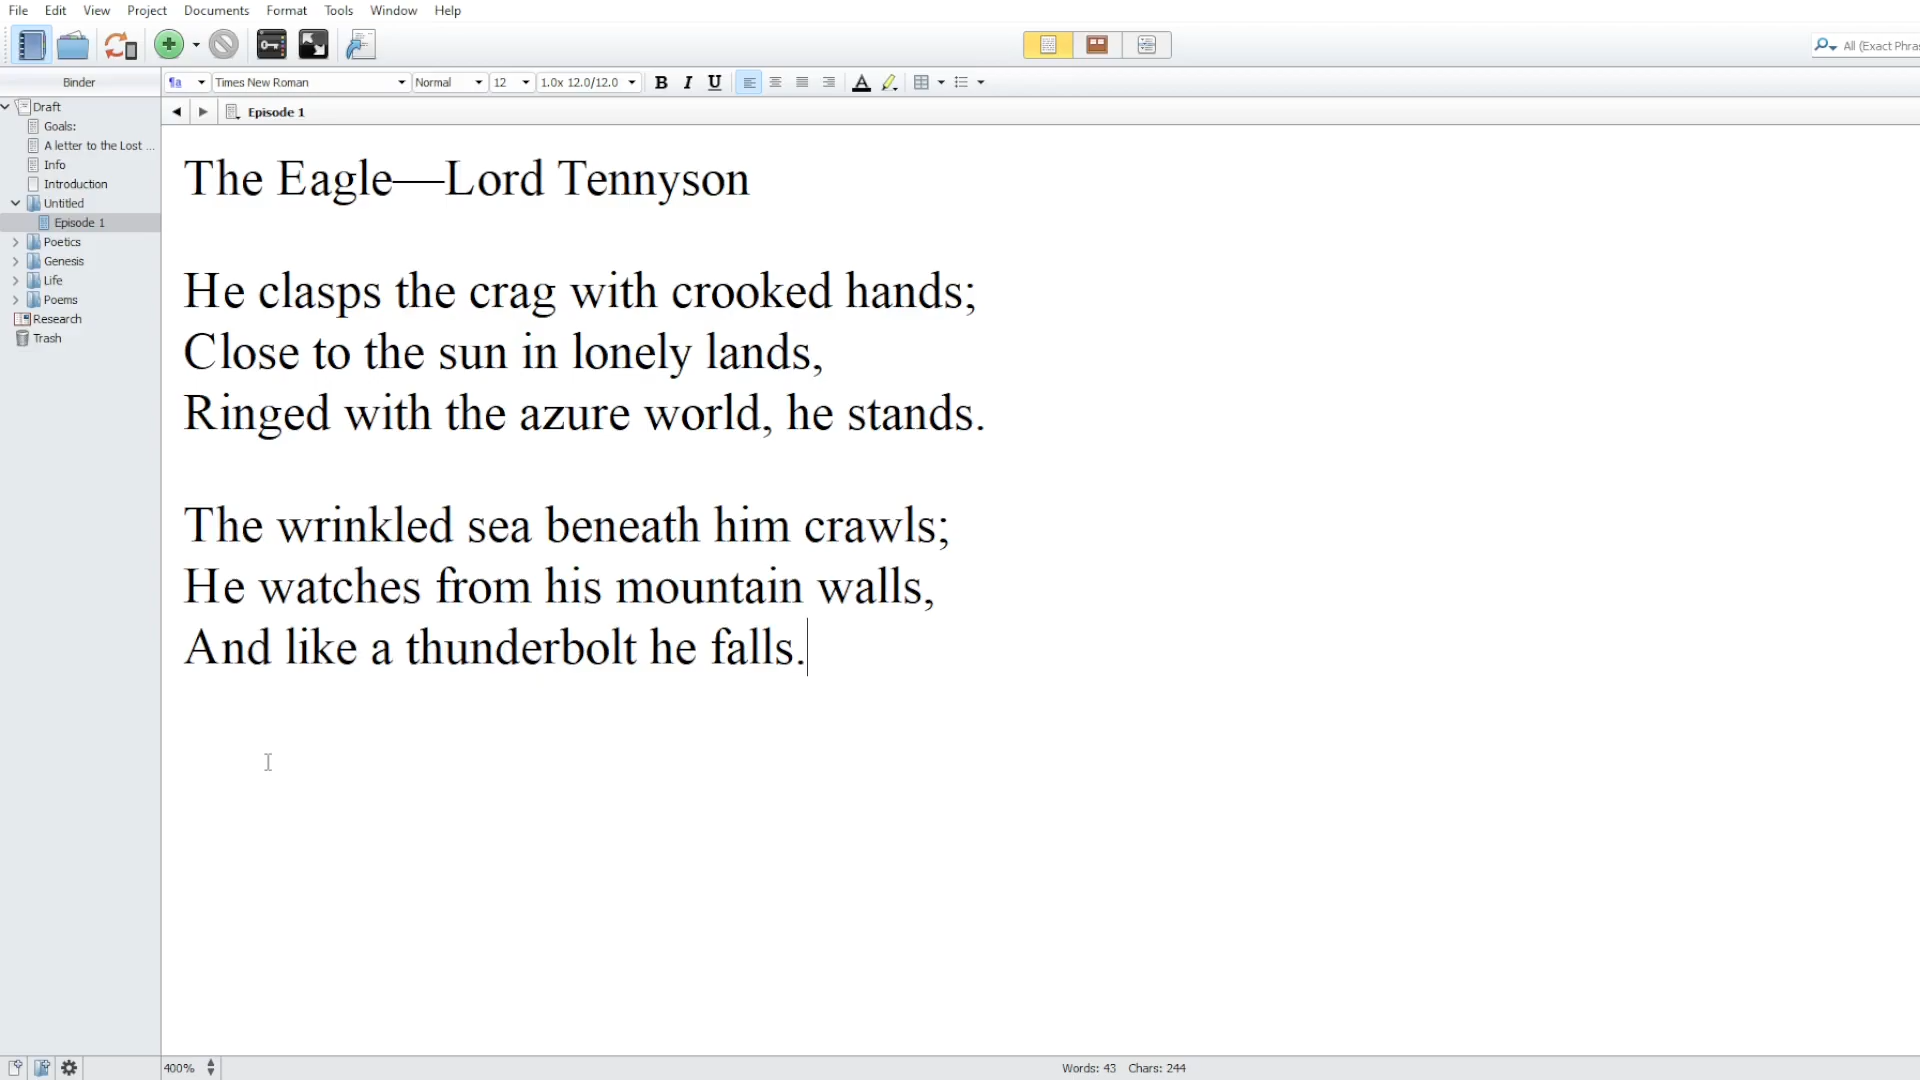 File Edit View Project Documents Format Tools Window Help
All (Exact Phras
Binder
Times New Roman Normal 12 1.0x 12.0/12.0 B I U A
Draft
Goals:
A letter to the Lost ...
Info
Introduction
Untitled
Episode 1
Poetics
Genesis
Life
Poems
Research
Trash
Episode 1
The Eagle—Lord Tennyson
He clasps the crag with crooked hands;
Close to the sun in lonely lands,
Ringed with the azure world, he stands.
The wrinkled sea beneath him crawls;
He watches from his mountain walls,
And like a thunderbolt he falls.
400%
Words: 43 Chars: 244